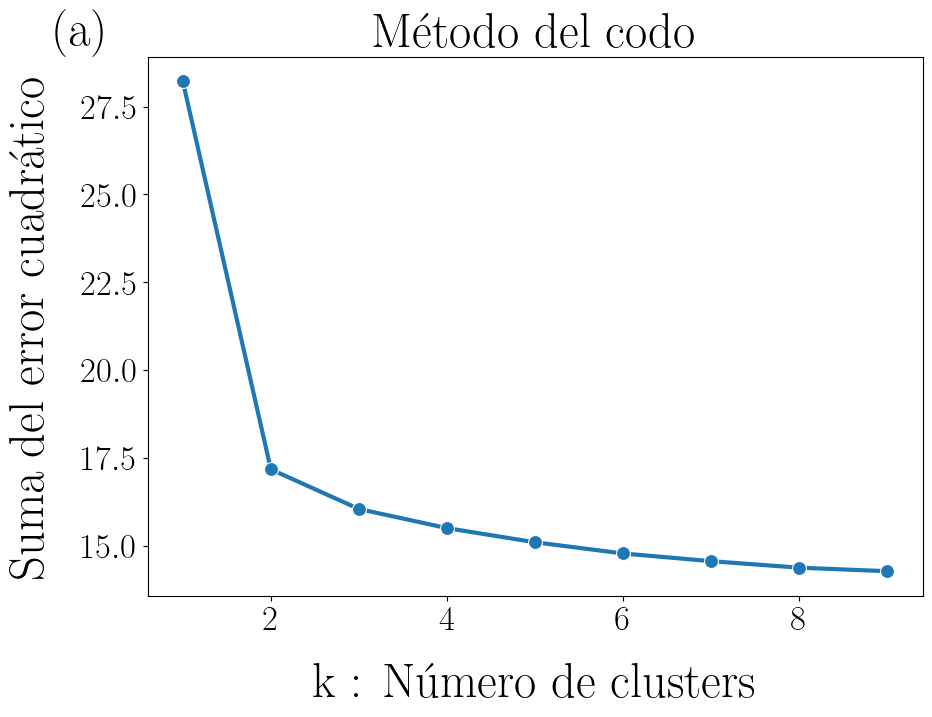 (a)
Método del codo
Suma del error cuadrático
27.5
25.0
22.5
20.0
17.5
15.0
2 4 6 8
k : Número de clusters